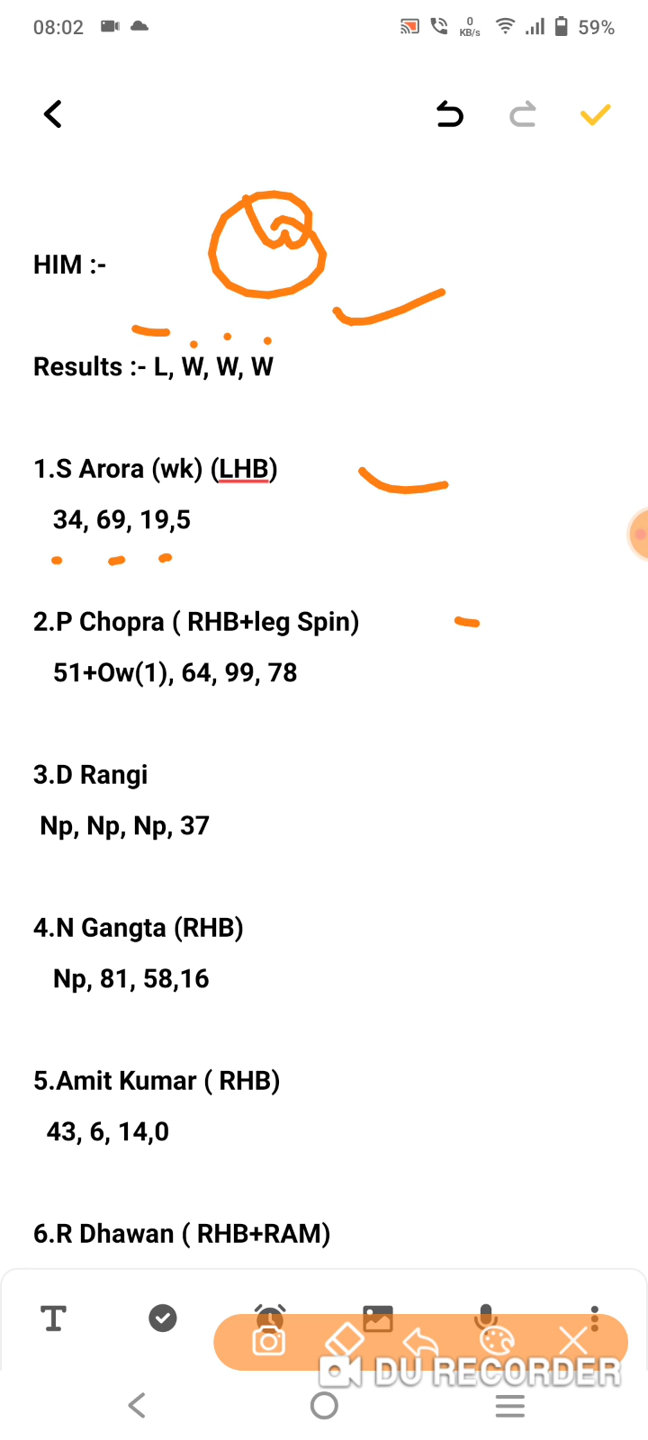 08:02
0
KB/s
59%
HIM :-
Results :- L, W, W, W
1.S Arora (wk) (LHB)
34, 69, 19,5
2.P Chopra ( RHB+leg Spin)
51+Ow(1), 64, 99, 78
3.D Rangi
Np, Np, Np, 37
4.N Gangta (RHB)
Np, 81, 58,16
5.Amit Kumar ( RHB)
43, 6, 14,0
6.R Dhawan ( RHB+RAM)
T
DU RECORDER